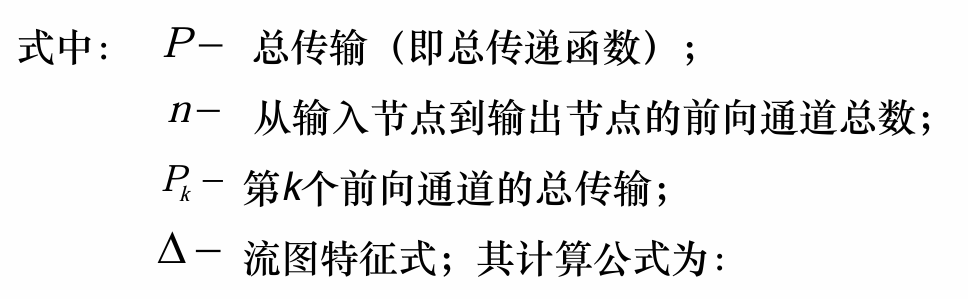 式中： P－ 总传输（即总传递函数）；
n－ 从输入节点到输出节点的前向通道总数；
Pk－ 第k个前向通道的总传输；
Δ－ 流图特征式；其计算公式为：